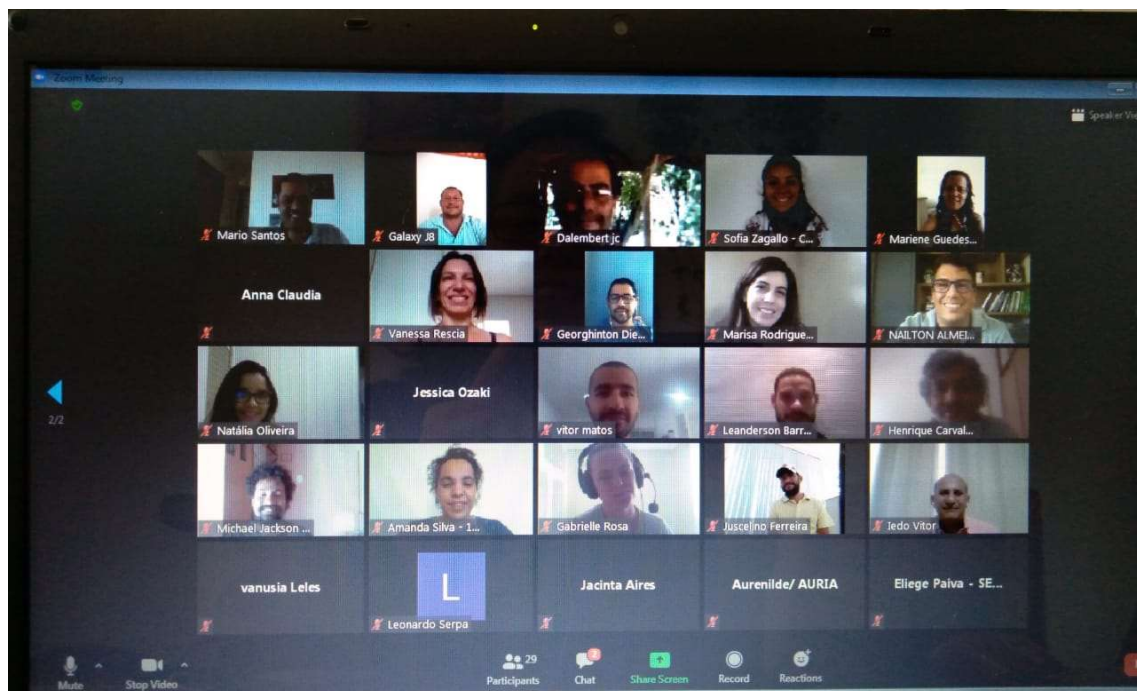 Zoom Meeting
Speaker Vie
Mario Santos
Galaxy J8
Dalembert jc
Sofia Zagallo - C...
Mariene Guedes...
Anna Claudia
Vanessa Rescia
Georghinton Die...
Marisa Rodrigue...
NAILTON ALMEI...
Natália Oliveira
Jessica Ozaki
vitor matos
Leanderson Barr...
Henrique Carval...
2/2
Michael Jackson ...
Amanda Silva - 1...
Gabrielle Rosa
Juscelino Ferreira
Iedo Vitor
vanusia Leles
L
Leonardo Serpa
Jacinta Aires
Aurenilde/ AURIA
Eliege Paiva - SE...
Mute
Stop Video
29
Participants
2
Chat
Share Screen
Record
Reactions